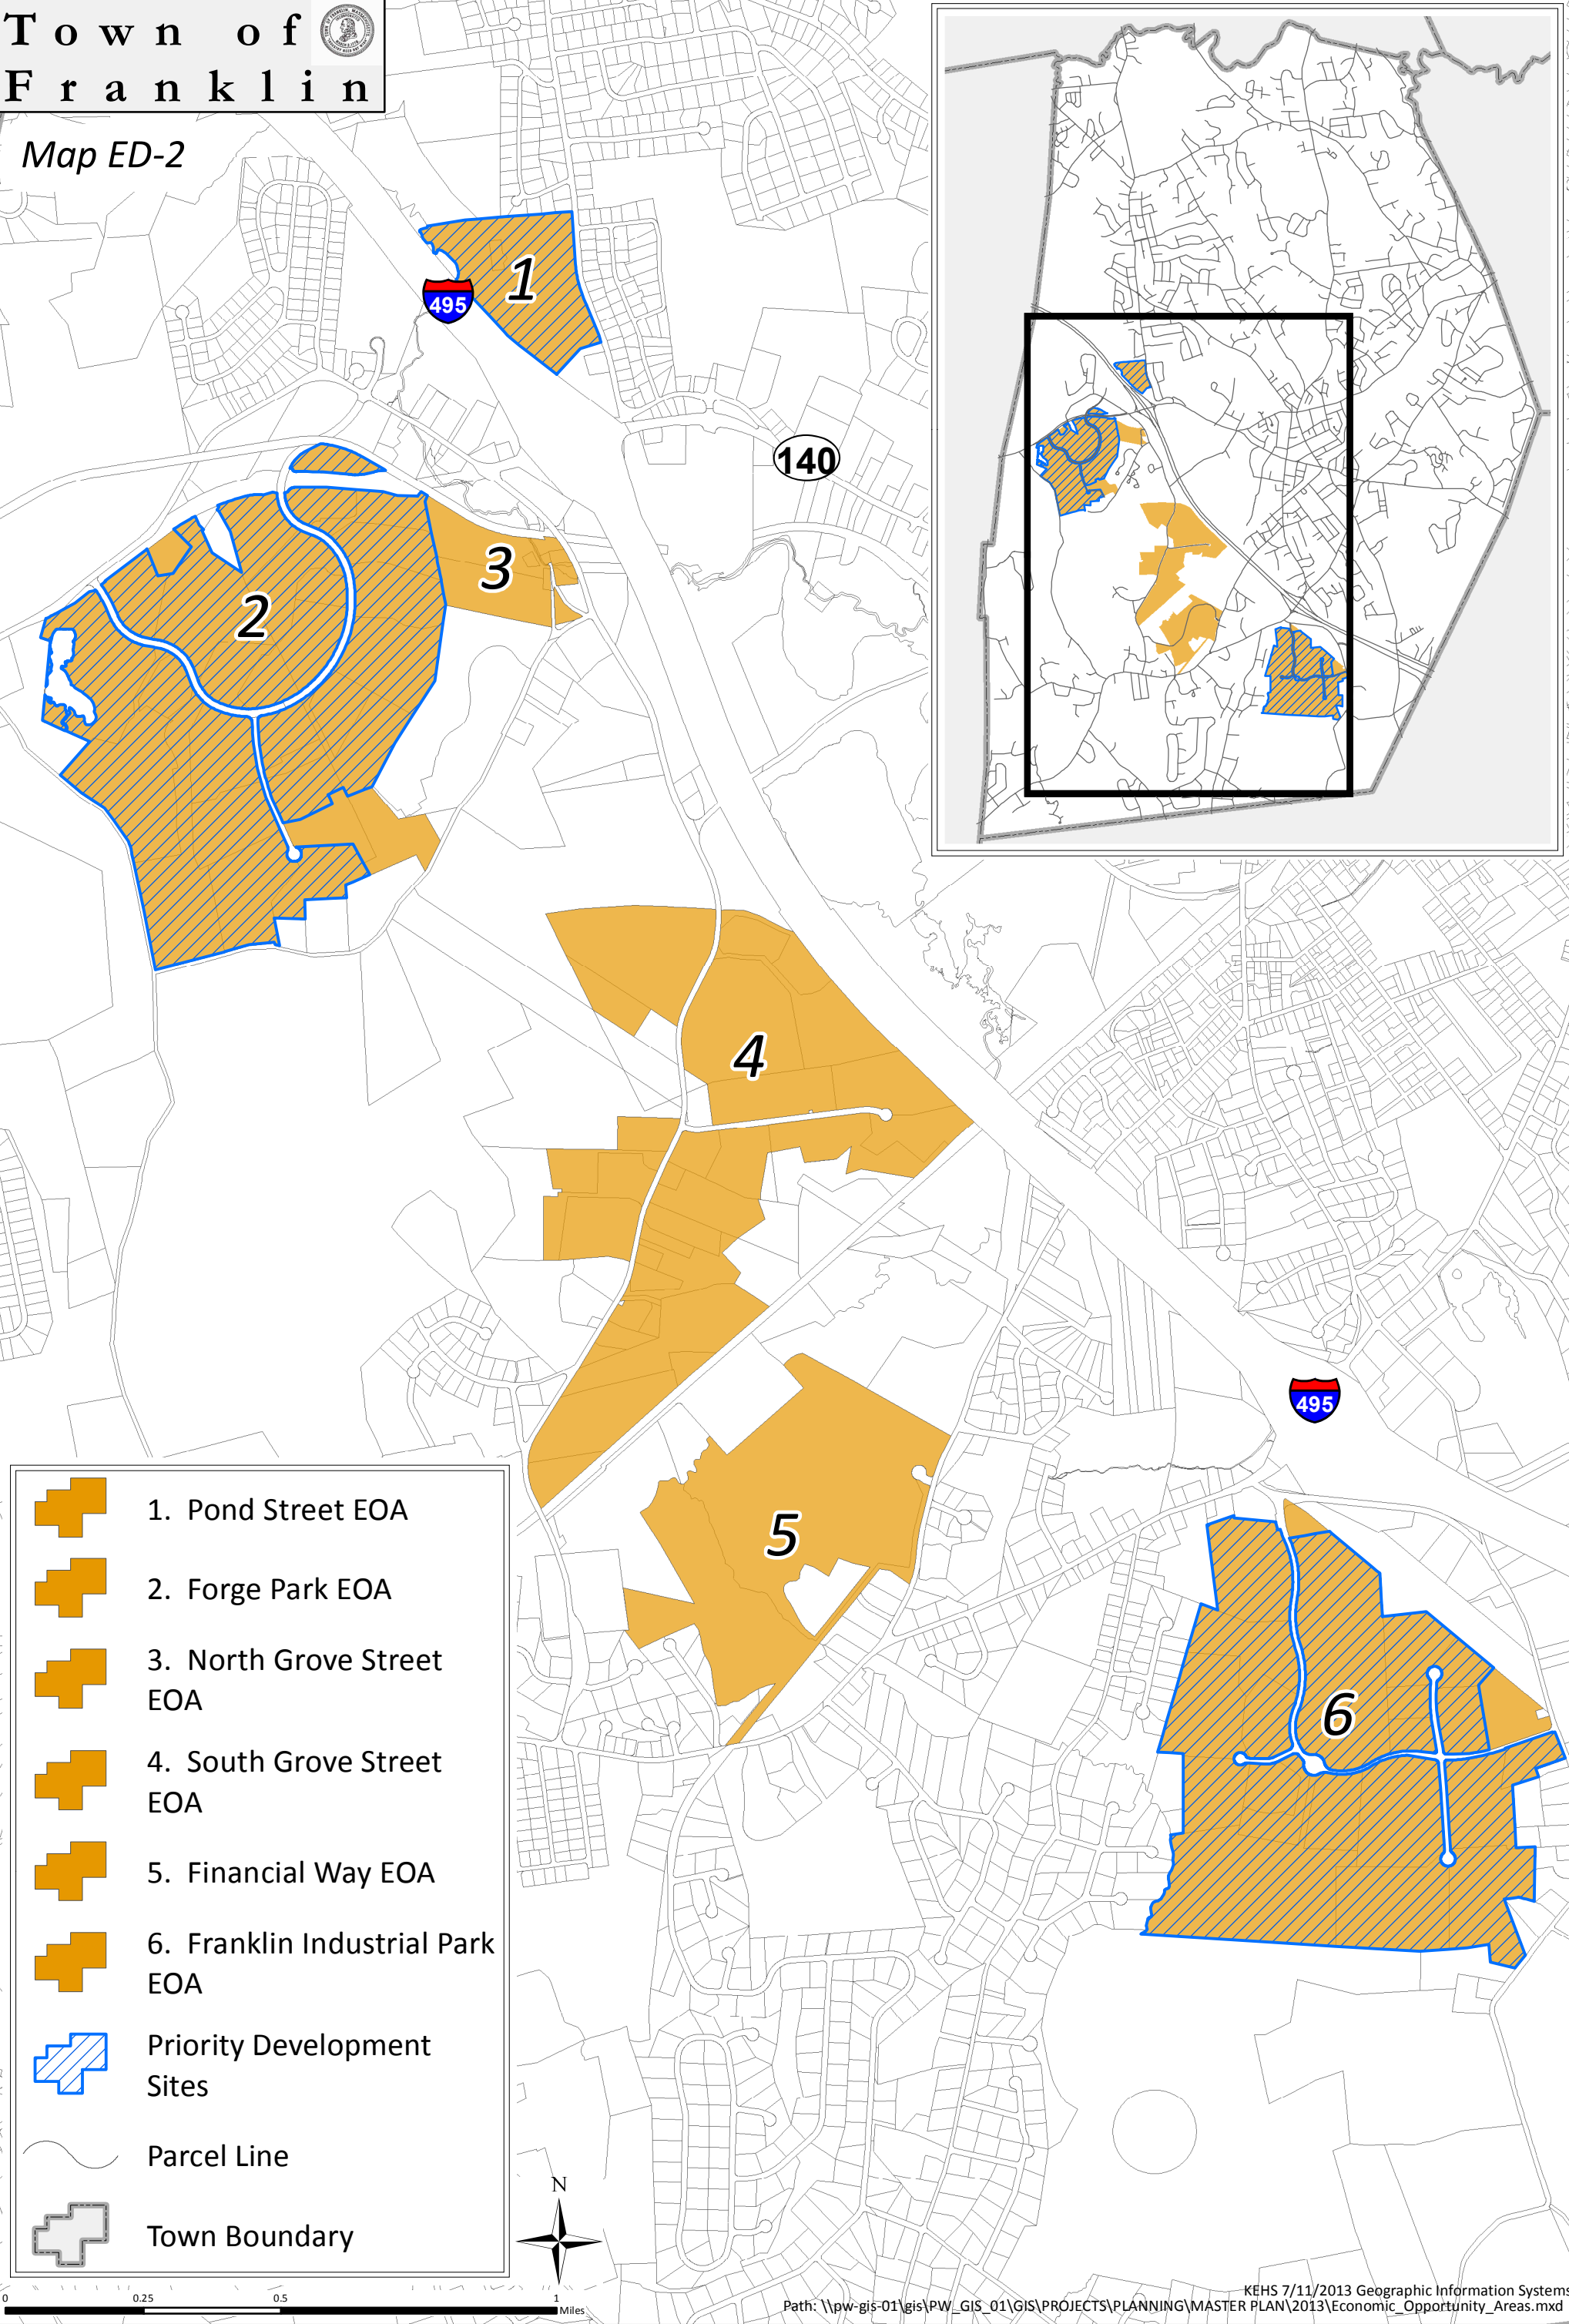 Town of
Franklin
Map ED-2
1
495
140
2
3
4
5
495
6
1. Pond Street EOA
2. Forge Park EOA
3. North Grove Street
EOA
4. South Grove Street
EOA
5. Financial Way EOA
6. Franklin Industrial Park
EOA
Priority Development
Sites
Parcel Line
Town Boundary
N
0 0.25 0.5 1
Miles
KEHS 7/11/2013 Geographic Information Systems
Path: \\pw-gis-01\gis\PW_GIS_01\GIS\PROJECTS\PLANNING\MASTER PLAN\2013\Economic_Opportunity_Areas.mxd